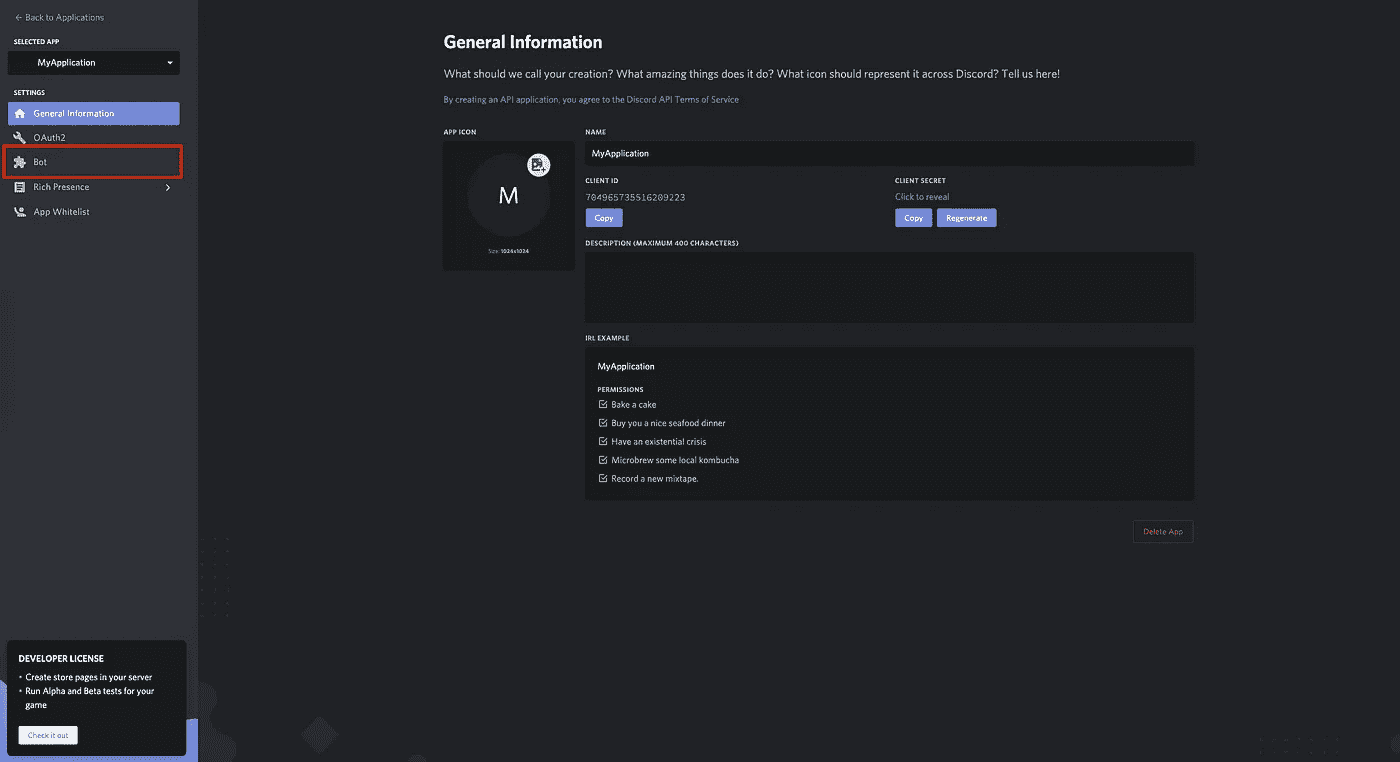 ← Back to Applications
SELECTED APP
MyApplication
SETTINGS
General Information
OAuth2
Bot
Rich Presence
App Whitelist
DEVELOPER LICENSE
• Create store pages in your server
• Run Alpha and Beta tests for your
game
Check it out
General Information
What should we call your creation? What amazing things does it do? What icon should represent it across Discord? Tell us here!
By creating an API application, you agree to the Discord API Terms of Service
APP ICON
M
Size: 1024x1024
NAME
MyApplication
CLIENT ID
704965735516209223
Copy
CLIENT SECRET
Click to reveal
Copy Regenerate
DESCRIPTION (MAXIMUM 400 CHARACTERS)
IRL EXAMPLE
MyApplication
PERMISSIONS
Bake a cake
Buy you a nice seafood dinner
Have an existential crisis
Microbrew some local kombucha
Record a new mixtape.
Delete App